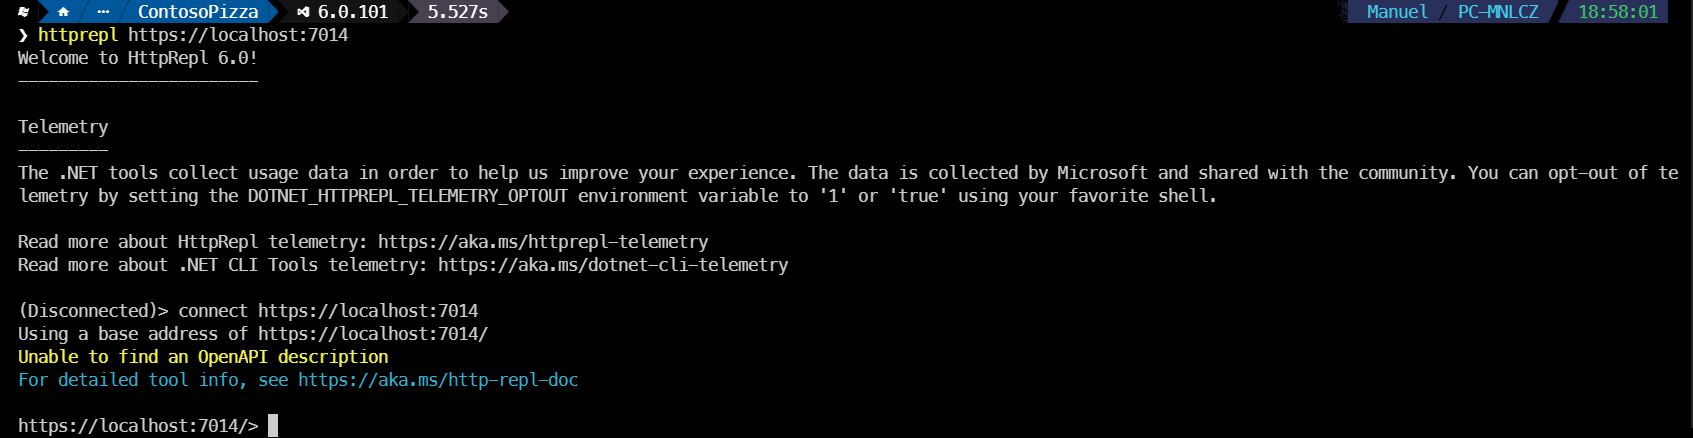 ContosoPizza 6.0.101 5.527s Manuel / PC-MNLCZ 18:58:01
❯ httprepl https://localhost:7014
Welcome to HttpRepl 6.0!
------------------------
Telemetry
---------
The .NET tools collect usage data in order to help us improve your experience. The data is collected by Microsoft and shared with the community. You can opt-out of te
lemetry by setting the DOTNET_HTTPREPL_TELEMETRY_OPTOUT environment variable to '1' or 'true' using your favorite shell.
Read more about HttpRepl telemetry: https://aka.ms/httprepl-telemetry
Read more about .NET CLI Tools telemetry: https://aka.ms/dotnet-cli-telemetry
(Disconnected)> connect https://localhost:7014
Using a base address of https://localhost:7014/
Unable to find an OpenAPI description
For detailed tool info, see https://aka.ms/http-repl-doc
https://localhost:7014/>